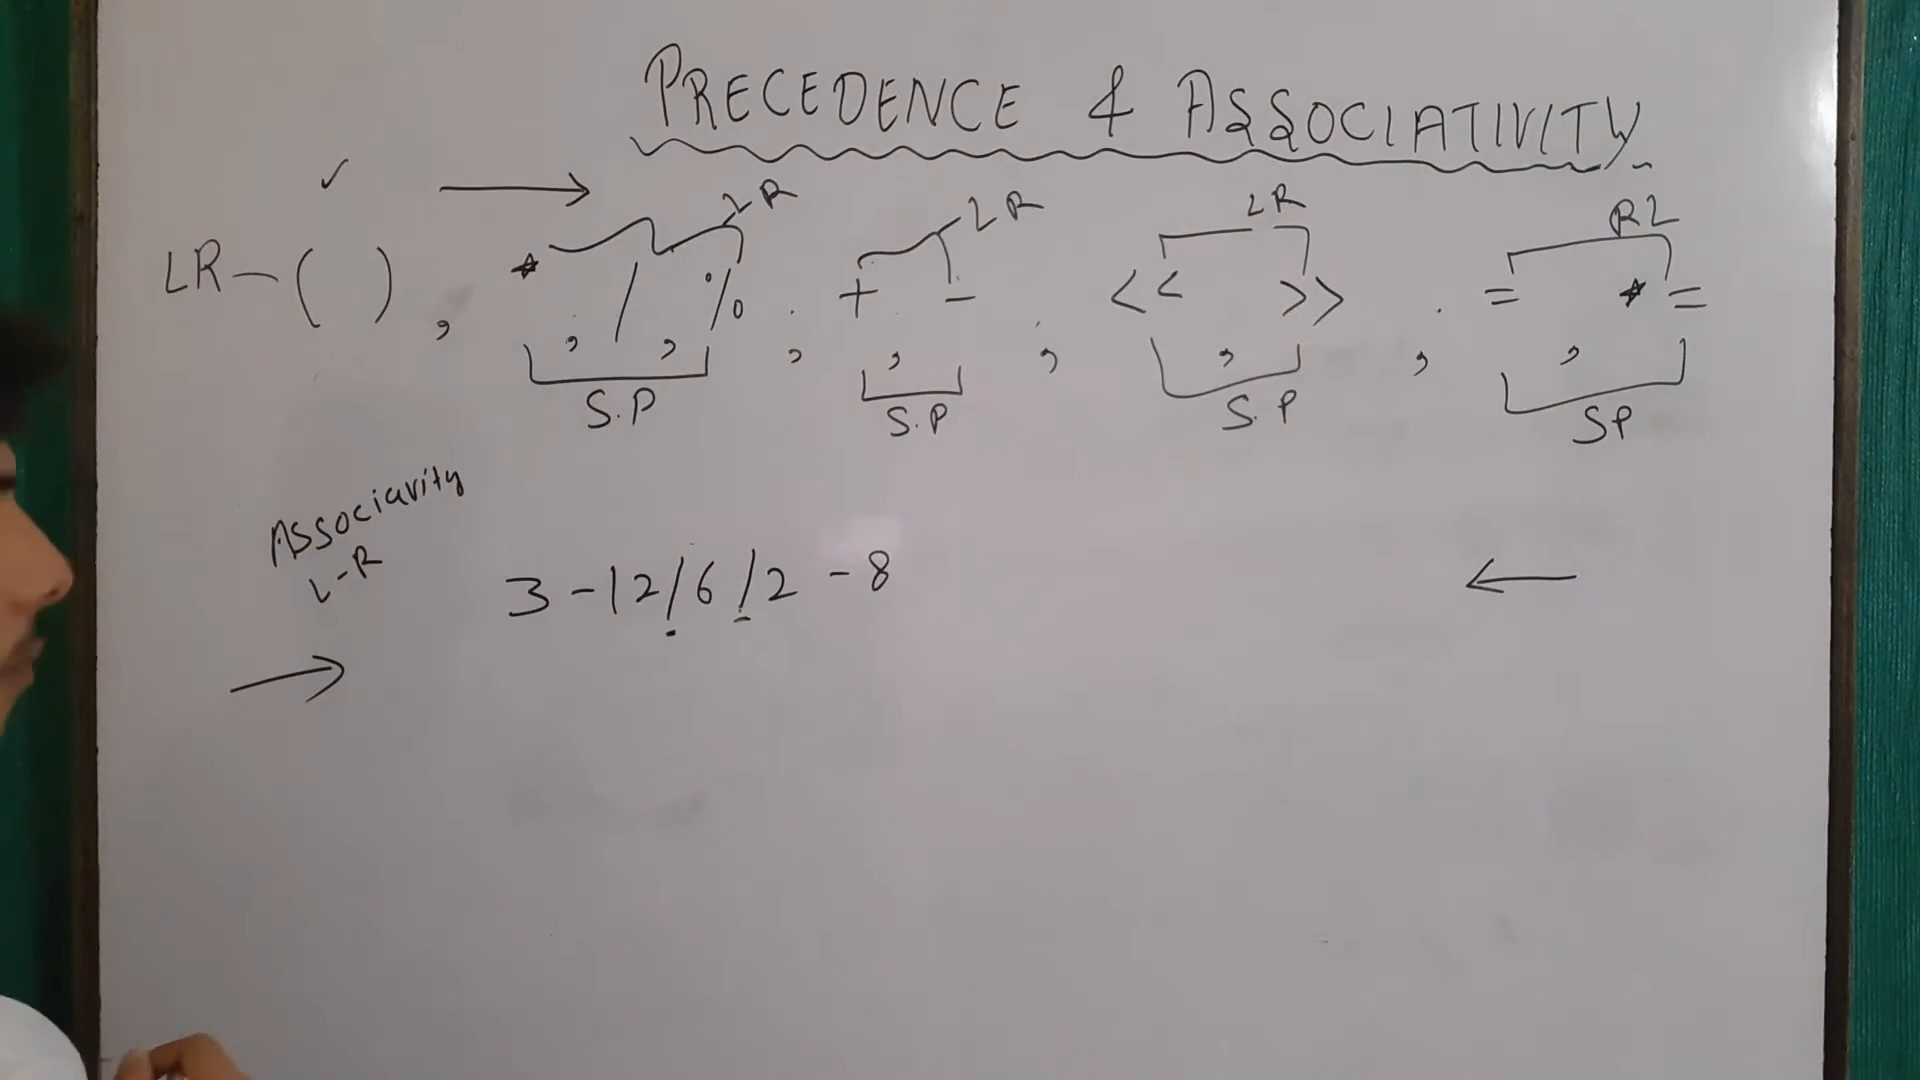 PRECEDENCE & ASSOCIATIVITY
LR LR LR RL
LR - ( ) , * , / , % , + , - , << , >> , = , *=
S.P S.P S.P SP
Associavity
L-R
3 - 12 / 6 / 2 - 8